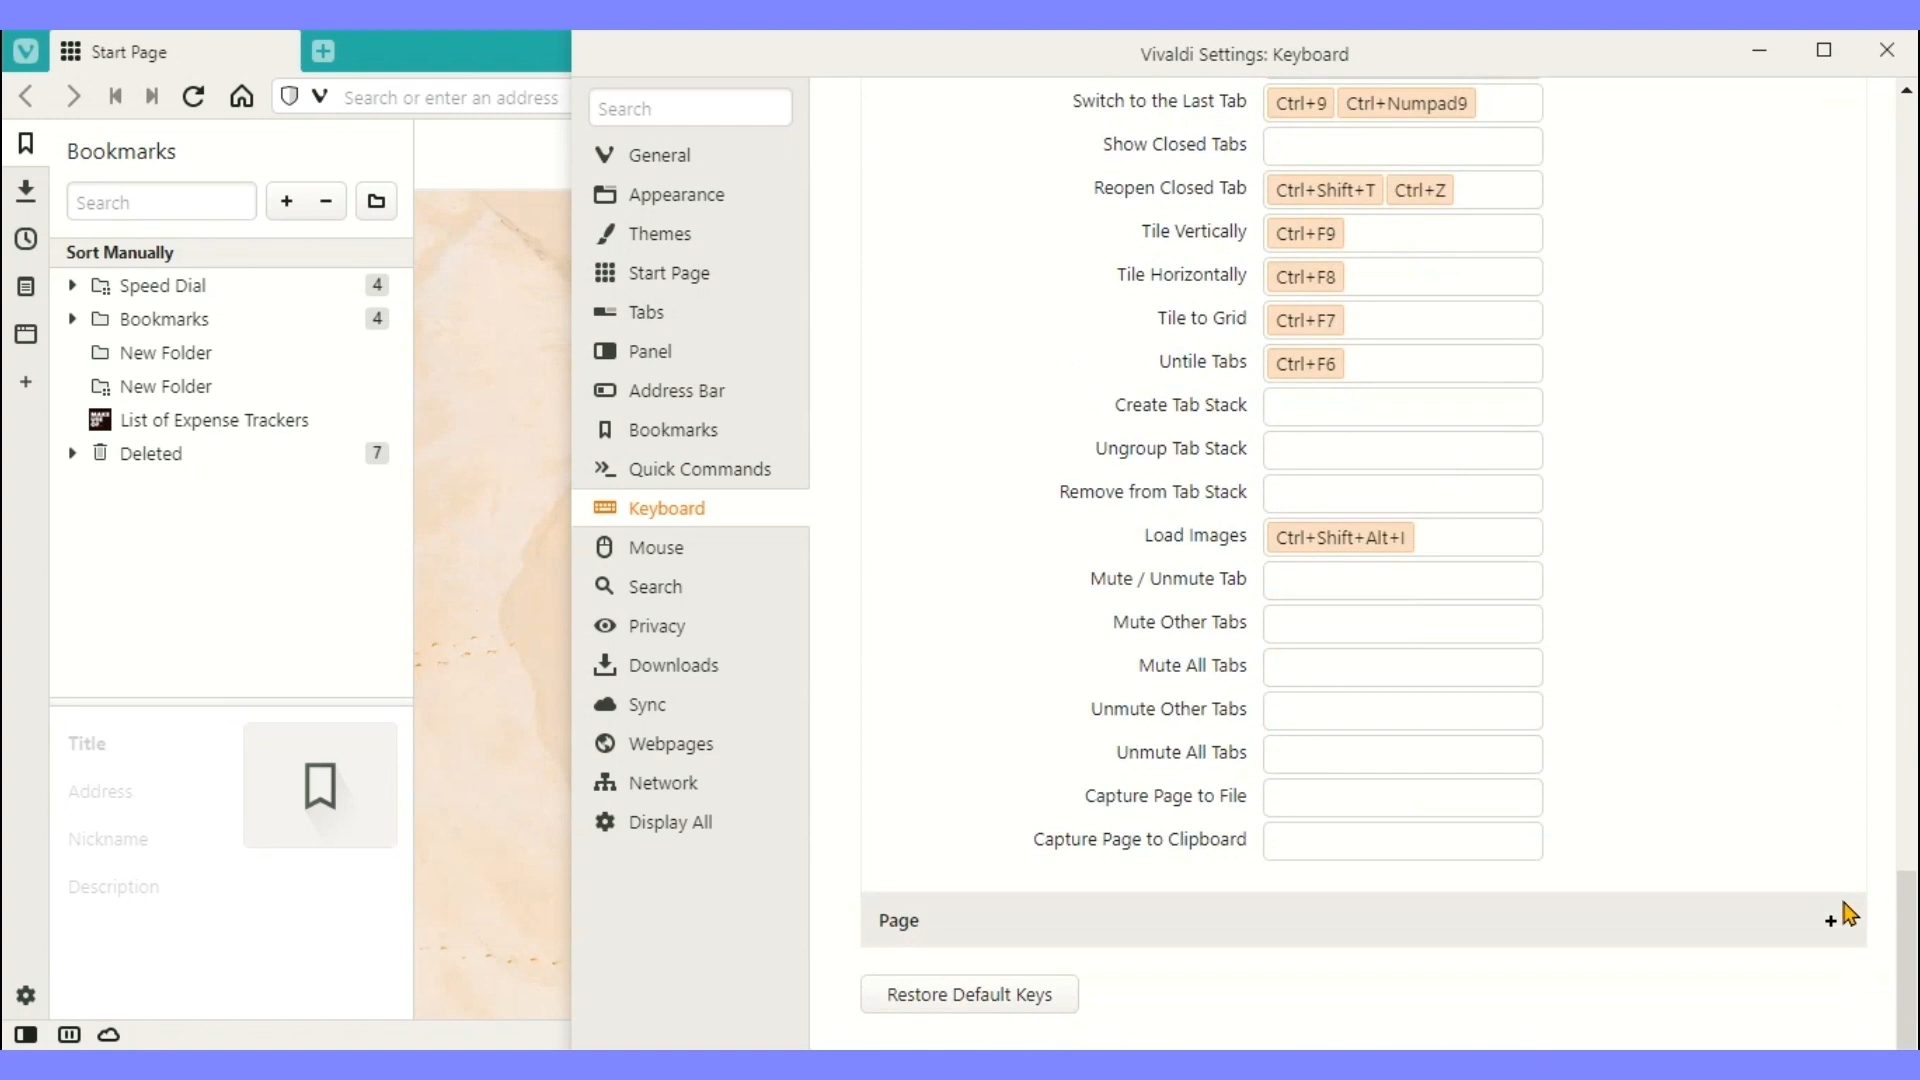 Start Page
Search or enter an address
Bookmarks
Search
Sort Manually
Speed Dial 4
Bookmarks 4
New Folder
New Folder
List of Expense Trackers
Deleted 7
Title
Address
Nickname
Description
Vivaldi Settings: Keyboard
Search
General
Appearance
Themes
Start Page
Tabs
Panel
Address Bar
Bookmarks
Quick Commands
Keyboard
Mouse
Search
Privacy
Downloads
Sync
Webpages
Network
Display All
Switch to the Last Tab Ctrl+9 Ctrl+Numpad9
Show Closed Tabs
Reopen Closed Tab Ctrl+Shift+T Ctrl+Z
Tile Vertically Ctrl+F9
Tile Horizontally Ctrl+F8
Tile to Grid Ctrl+F7
Untile Tabs Ctrl+F6
Create Tab Stack
Ungroup Tab Stack
Remove from Tab Stack
Load Images Ctrl+Shift+Alt+I
Mute / Unmute Tab
Mute Other Tabs
Mute All Tabs
Unmute Other Tabs
Unmute All Tabs
Capture Page to File
Capture Page to Clipboard
Page
Restore Default Keys